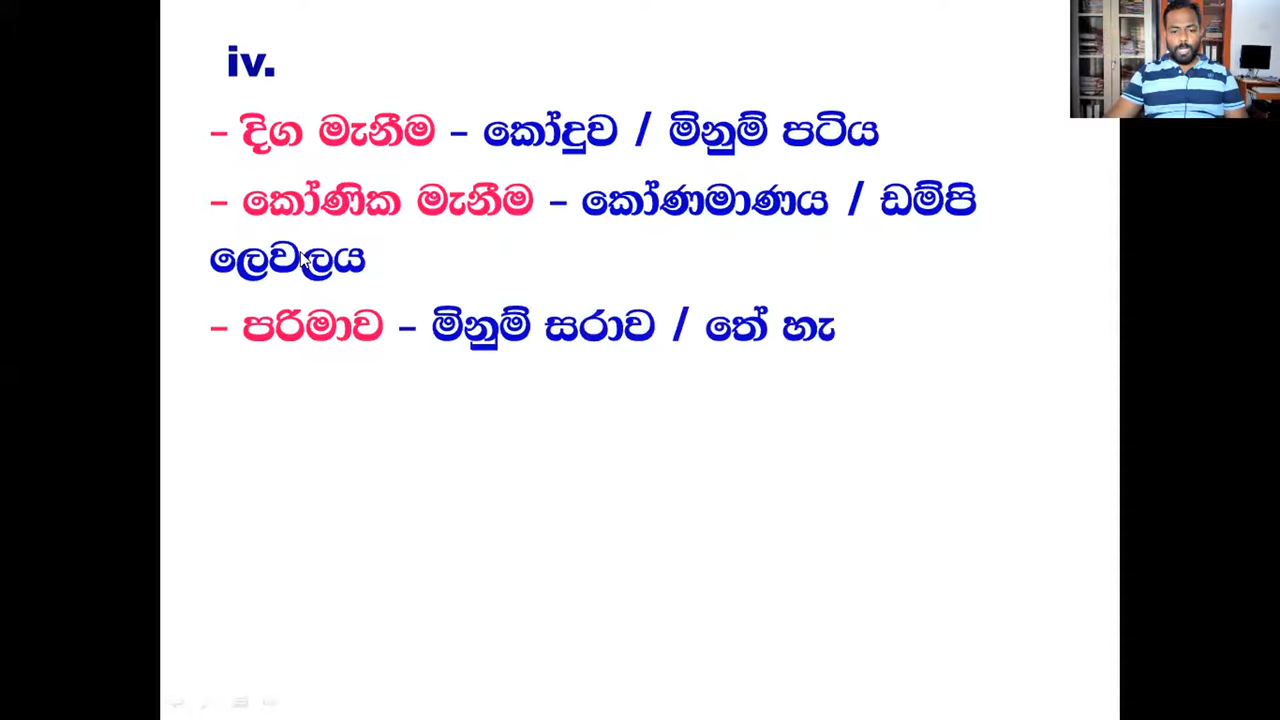 iv.
– දිග මැනීම – කෝදුව / මිනුම් පටිය
– කෝණික මැනීම – කෝණමාණය / ඩම්පි
ලෙවලය
– පරිමාව – මිනුම් සරාව / තේ හැ